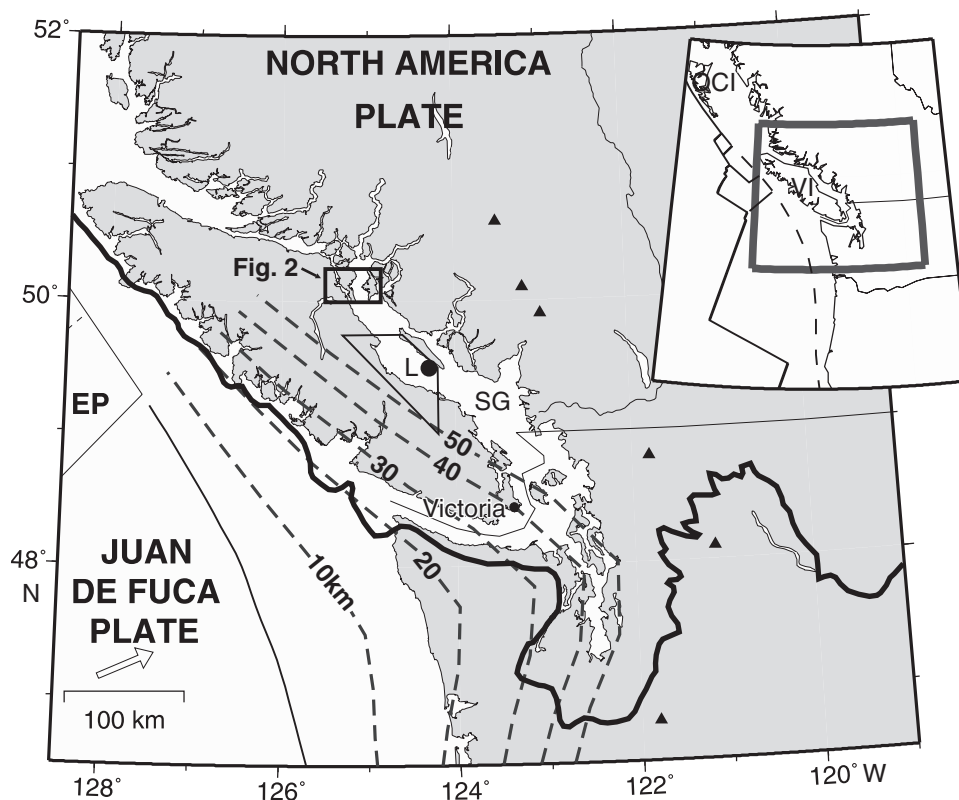 52°
NORTH AMERICA
PLATE
QCI
VI
Fig. 2
50°
L
SG
EP
50
40
30
Victoria
JUAN
DE FUCA
PLATE
10km
20
48°
N
100 km
128°
126°
124°
122°
120° W